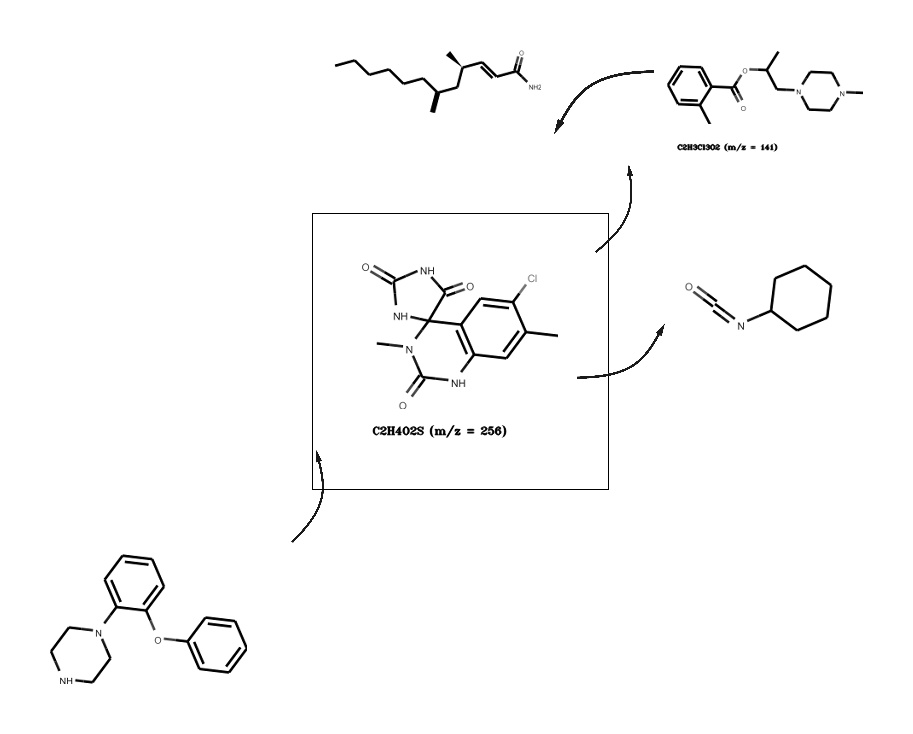 O
NH2
O
O
N
N
C2H3Cl3O2 (m/z = 141)
O
NH
O
Cl
NH
N
NH
O
C2H4O2S (m/z = 256)
O
N
N
O
NH